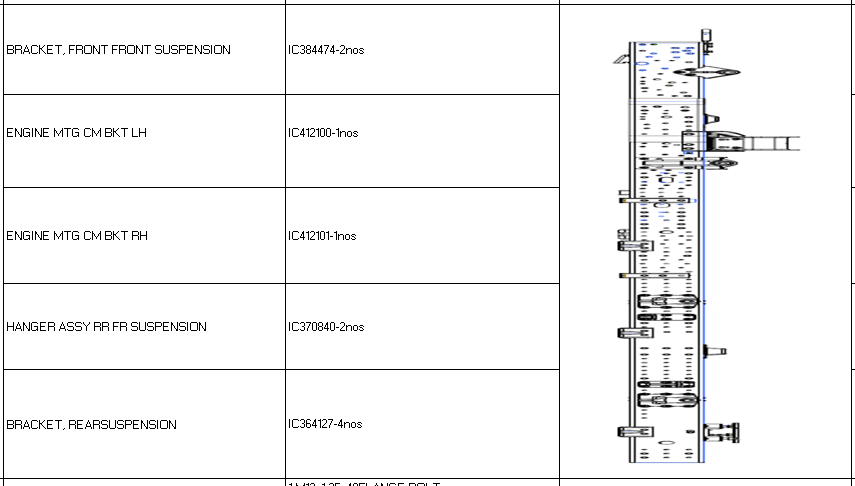 BRACKET, FRONT FRONT SUSPENSION IC384474-2nos
ENGINE MTG CM BKT LH IC412100-1nos
ENGINE MTG CM BKT RH IC412101-1nos
HANGER ASSY RR FR SUSPENSION IC370840-2nos
BRACKET, REARSUSPENSION IC364127-4nos